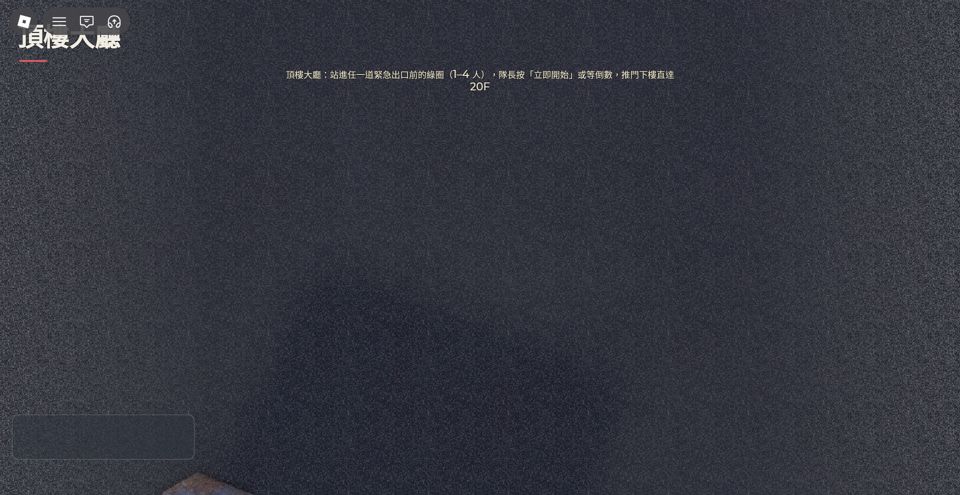 頂樓大廳
頂樓大廳：站進任一道緊急出口前的綠圈（1–4 人），隊長按「立即開始」或等倒數，推門下樓直達
20F